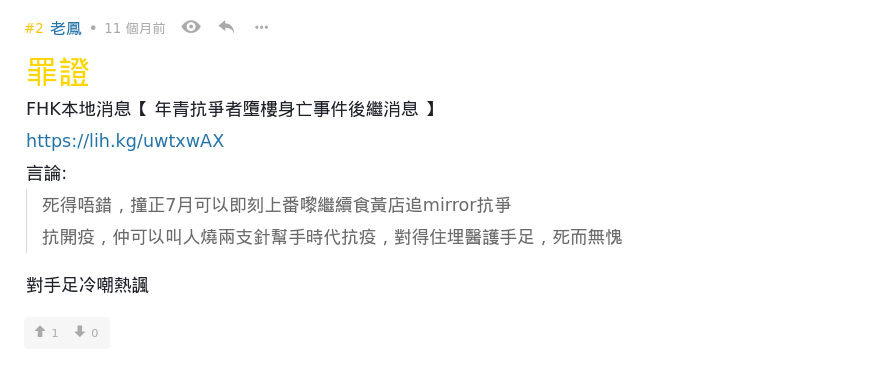 #2 老鳳 • 11 個月前
罪證
FHK本地消息【 年青抗爭者墮樓身亡事件後繼消息 】
https://lih.kg/uwtxwAX
言論:
死得唔錯，撞正7月可以即刻上番嚟繼續食黃店追mirror抗爭
抗開疫，仲可以叫人燒兩支針幫手時代抗疫，對得住埋醫護手足，死而無愧
對手足冷嘲熱諷
1 0